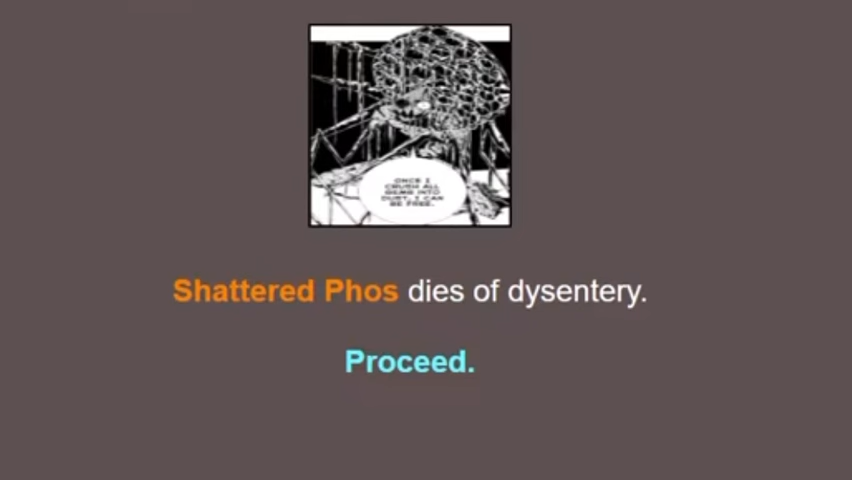 ONCE I
CRUSH ALL
GEMS INTO
DUST, I CAN
BE FREE.
Shattered Phos dies of dysentery.
Proceed.